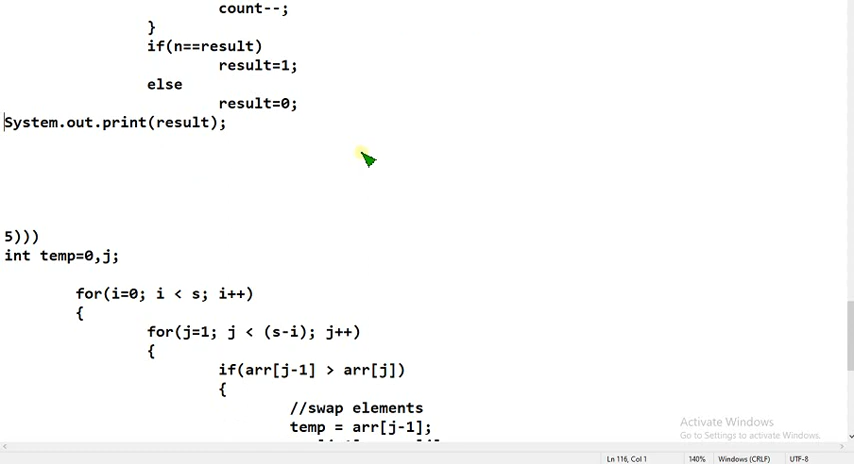 count--;
}
if(n==result)
result=1;
else
result=0;
System.out.print(result);
5)))
int temp=0,j;
for(i=0; i < s; i++)
{
for(j=1; j < (s-i); j++)
{
if(arr[j-1] > arr[j])
{
//swap elements
temp = arr[j-1];
Activate Windows
Go to Settings to activate Windows.
Ln 116, Col 1
140%
Windows (CRLF)
UTF-8